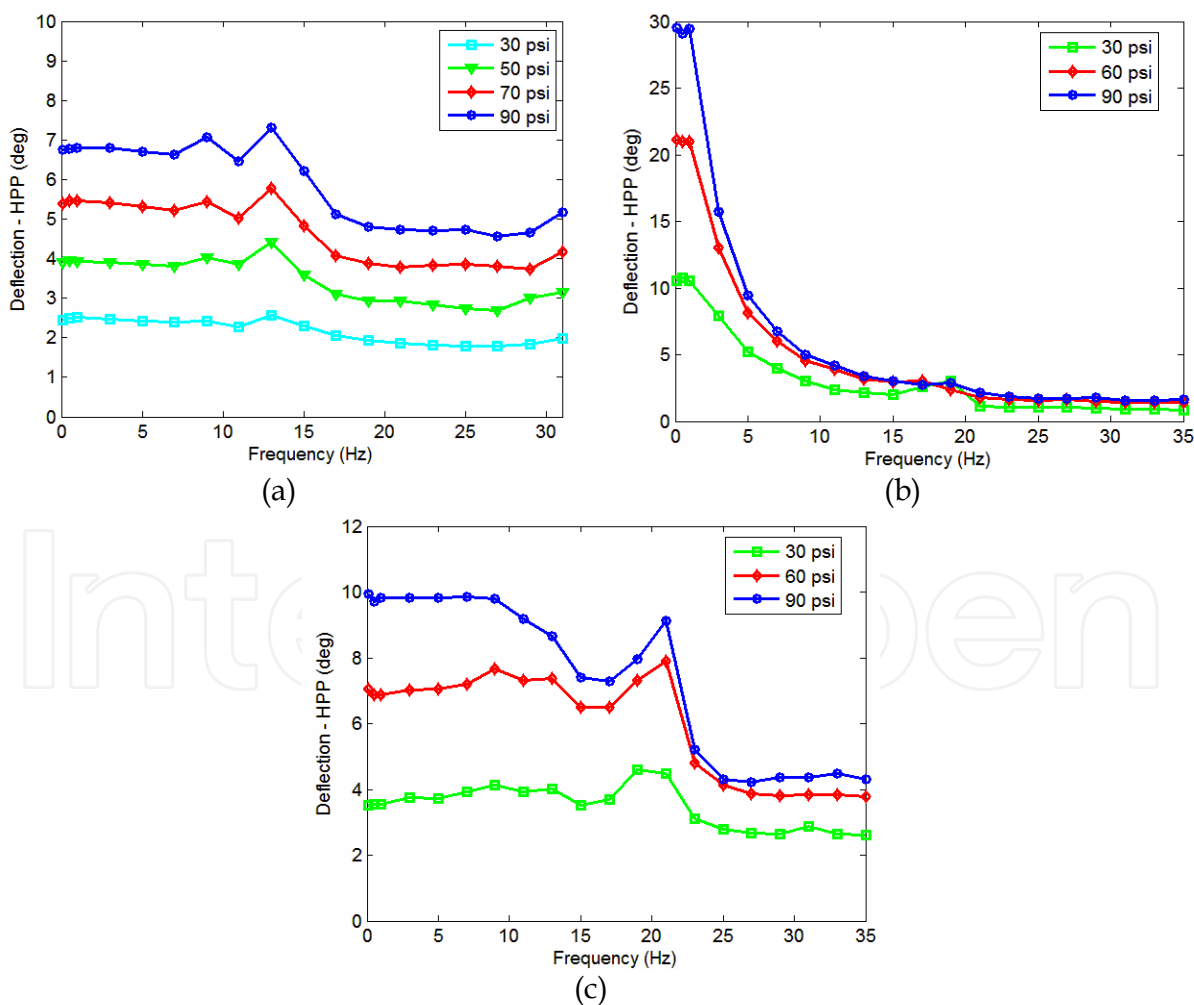 10
9
8
7
6
5
4
3
2
1
0
Deflection - HPP (deg)
30 psi
50 psi
70 psi
90 psi
0 5 10 15 20 25 30
Frequency (Hz)
(a)
30
25
20
15
10
5
0
Deflection - HPP (deg)
30 psi
60 psi
90 psi
0 5 10 15 20 25 30 35
Frequency (Hz)
(b)
12
10
8
6
4
2
0
Deflection - HPP (deg)
30 psi
60 psi
90 psi
0 5 10 15 20 25 30 35
Frequency (Hz)
(c)